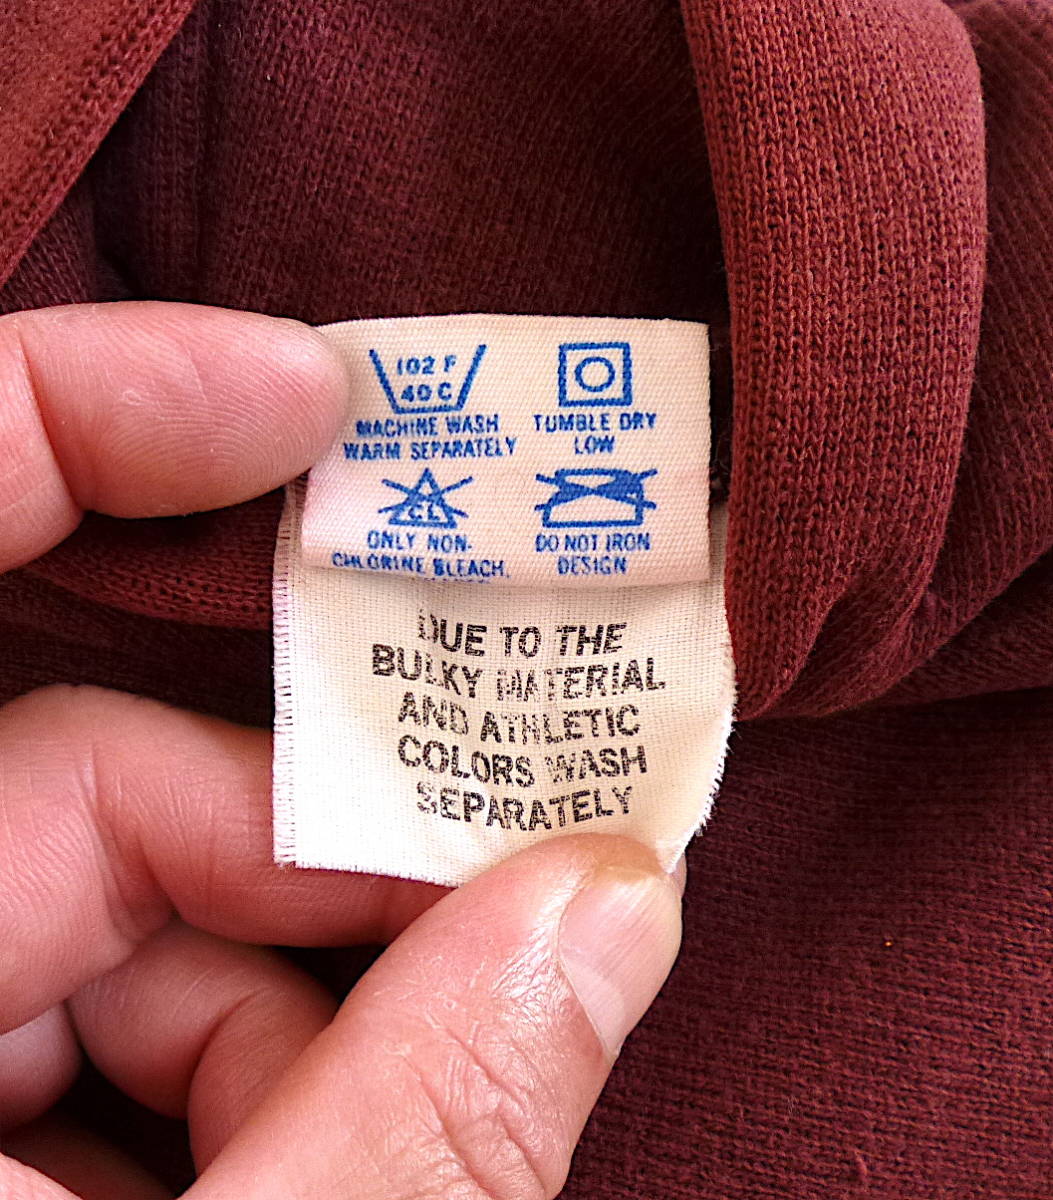 102 F
40 C
MACHINE WASH
WARM SEPARATELY
TUMBLE DRY
LOW
CL
ONLY NON-
CHLORINE BLEACH.
DO NOT IRON
DESIGN
DUE TO THE
BULKY MATERIAL
AND ATHLETIC
COLORS WASH
SEPARATELY